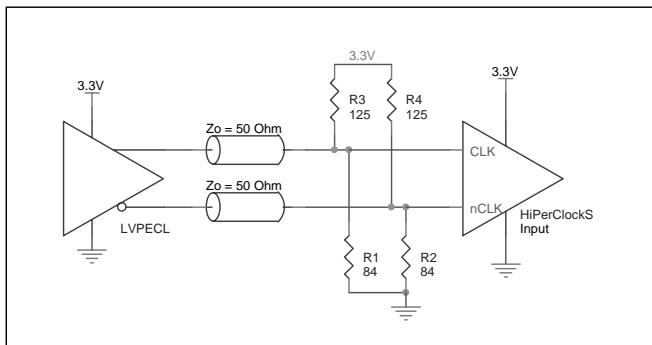 3.3V
3.3V
3.3V
R3
125
R4
125
Zo = 50 Ohm
CLK
Zo = 50 Ohm
nCLK
HiPerClockS
Input
LVPECL
R1
84
R2
84